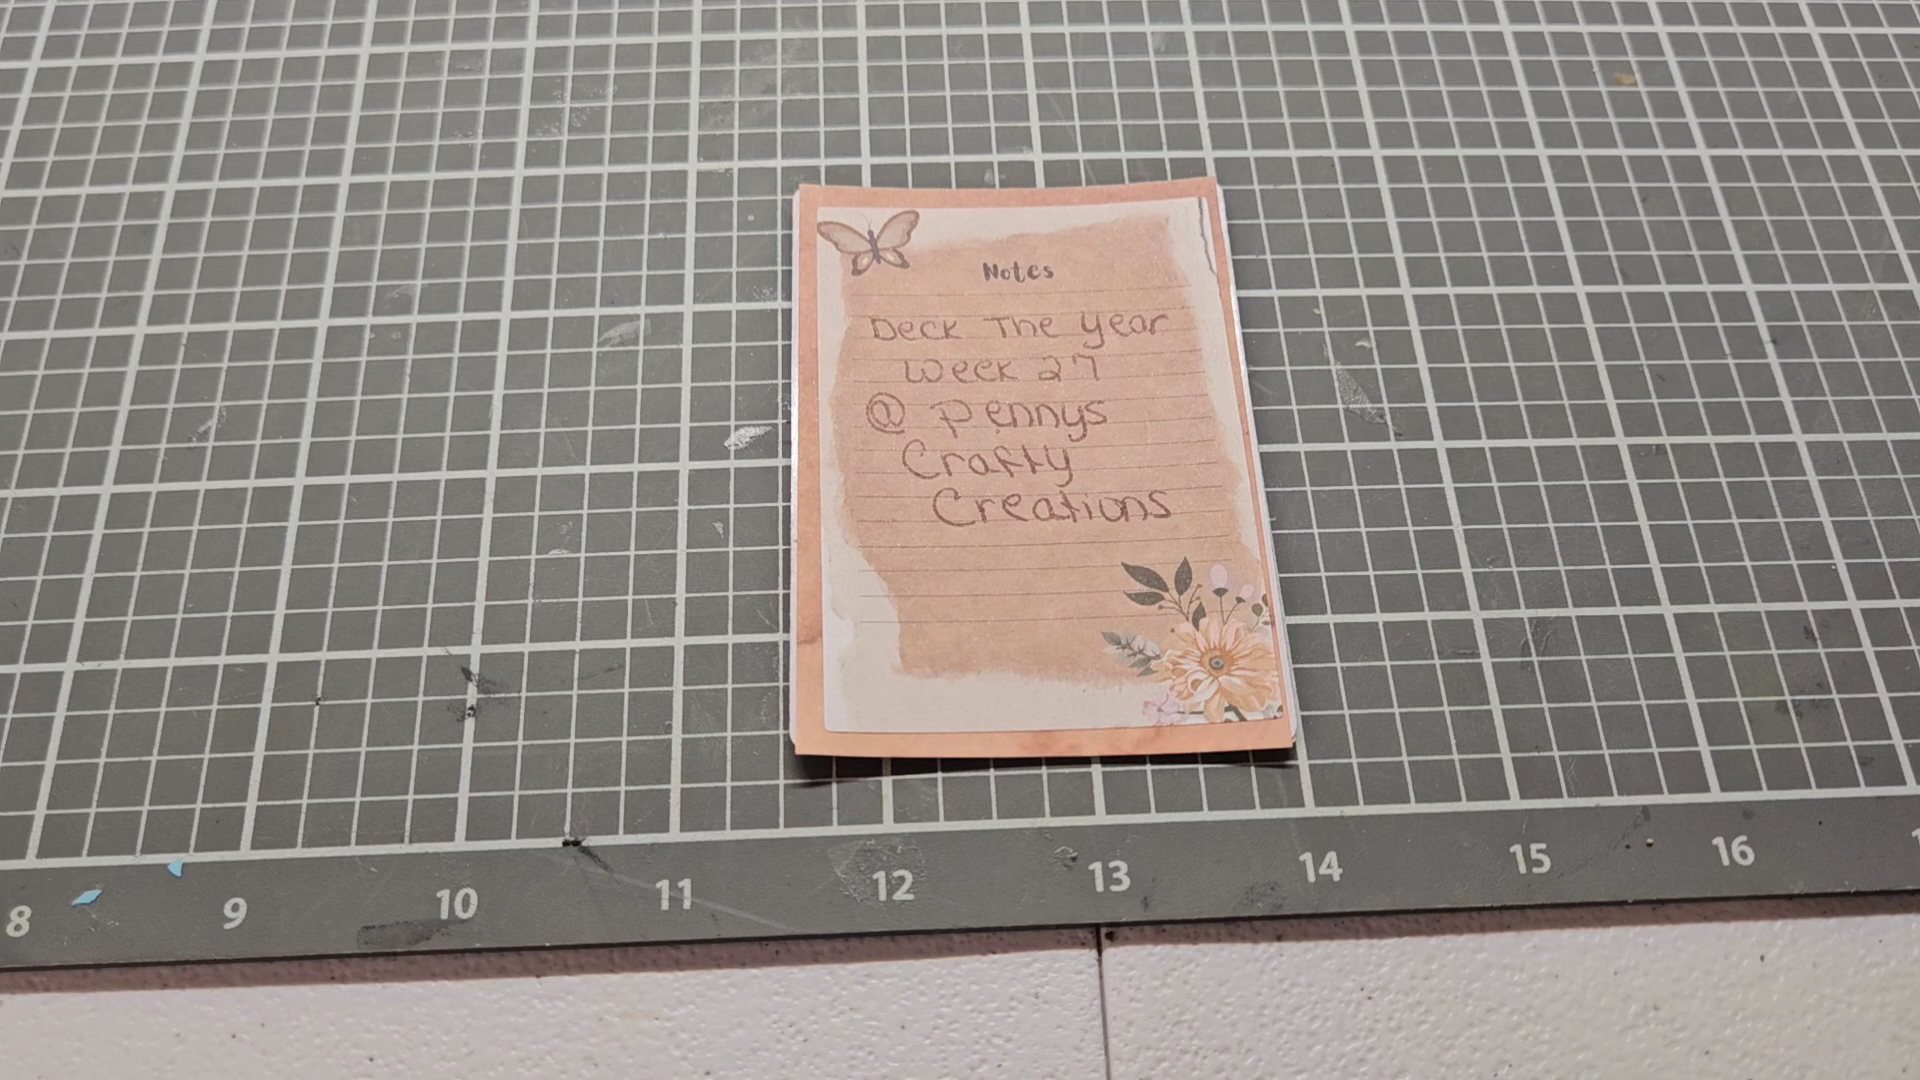 Notes
Deck The year
Week 27
@ Pennys
Crafty
Creations
8 9 10 11 12 13 14 15 16